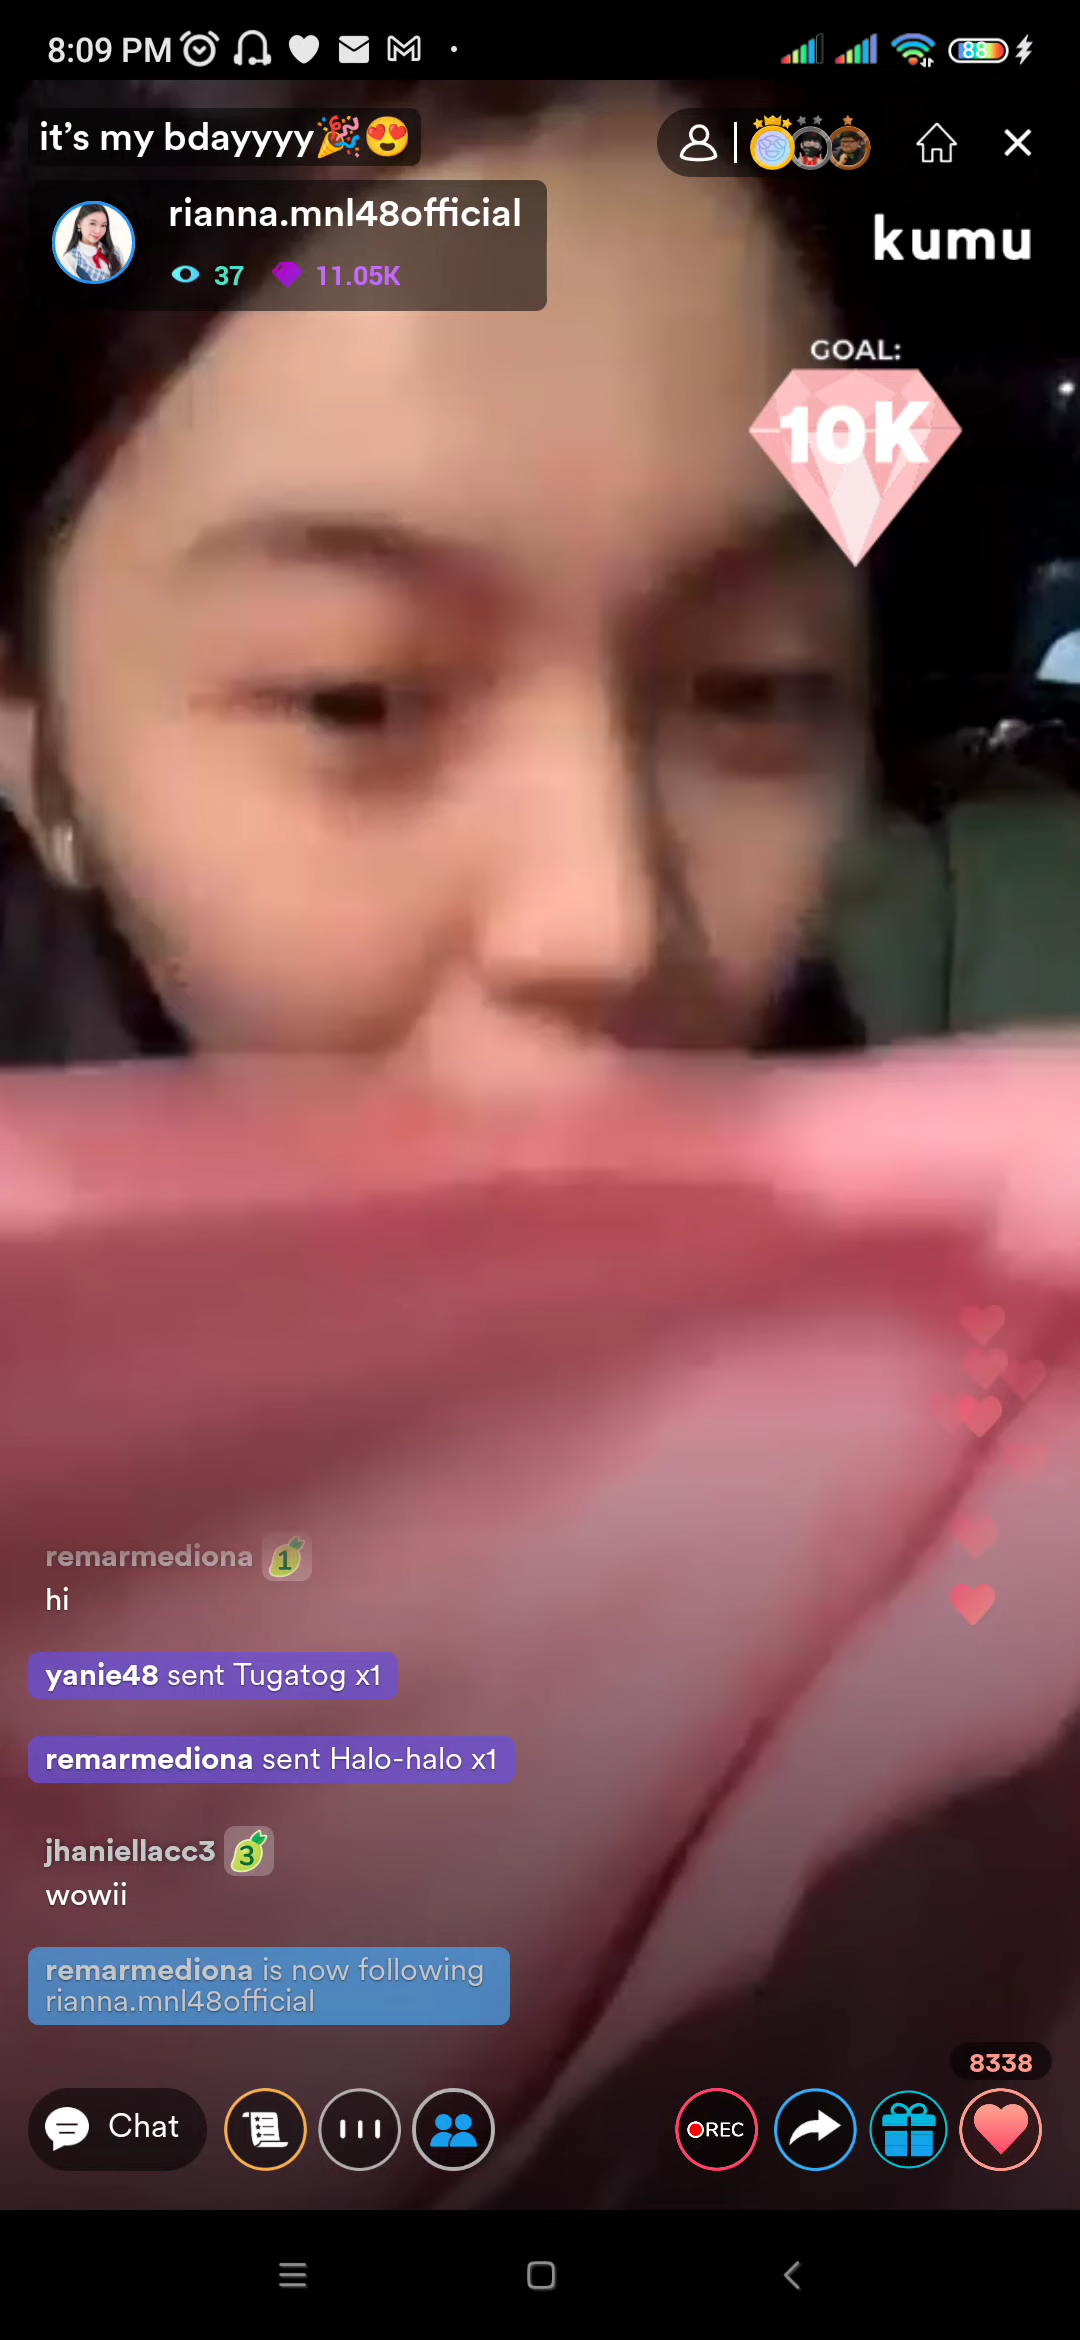 8:09 PM
88
it's my bdayyyy🎉😍
rianna.mnl48official
37 11.05K
kumu
GOAL:
10K
remarmediona 1
hi
yanie48 sent Tugatog x1
remarmediona sent Halo-halo x1
jhaniellacc3 3
wowii
remarmediona is now following
rianna.mnl48official
8338
Chat
REC